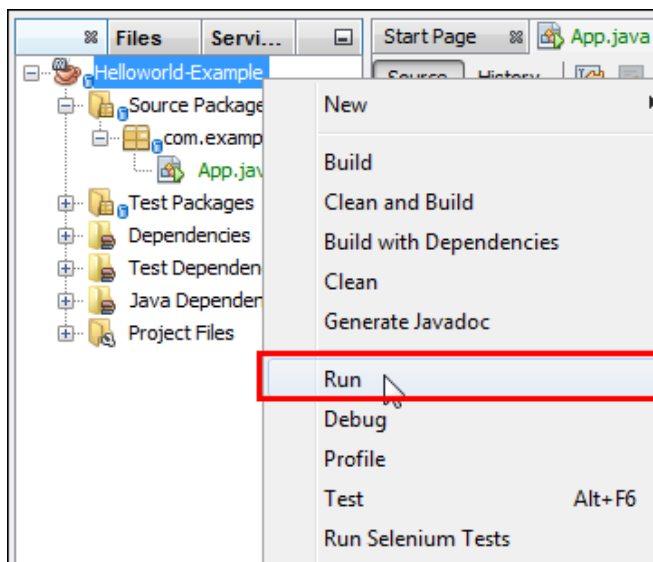 Files Servi... Start Page App.java
Helloworld-Example
Source History
Source Package
New
com.examp
App.jav
Build
Test Packages
Clean and Build
Dependencies
Build with Dependencies
Test Dependen
Clean
Java Dependen
Generate Javadoc
Project Files
Run
Debug
Profile
Test Alt+F6
Run Selenium Tests